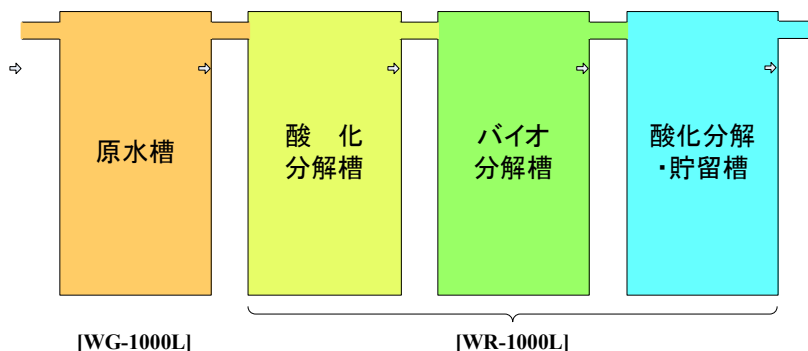 原水槽
酸　化
分解槽
バイオ
分解槽
酸化分解
・貯留槽
[WG-1000L]
[WR-1000L]